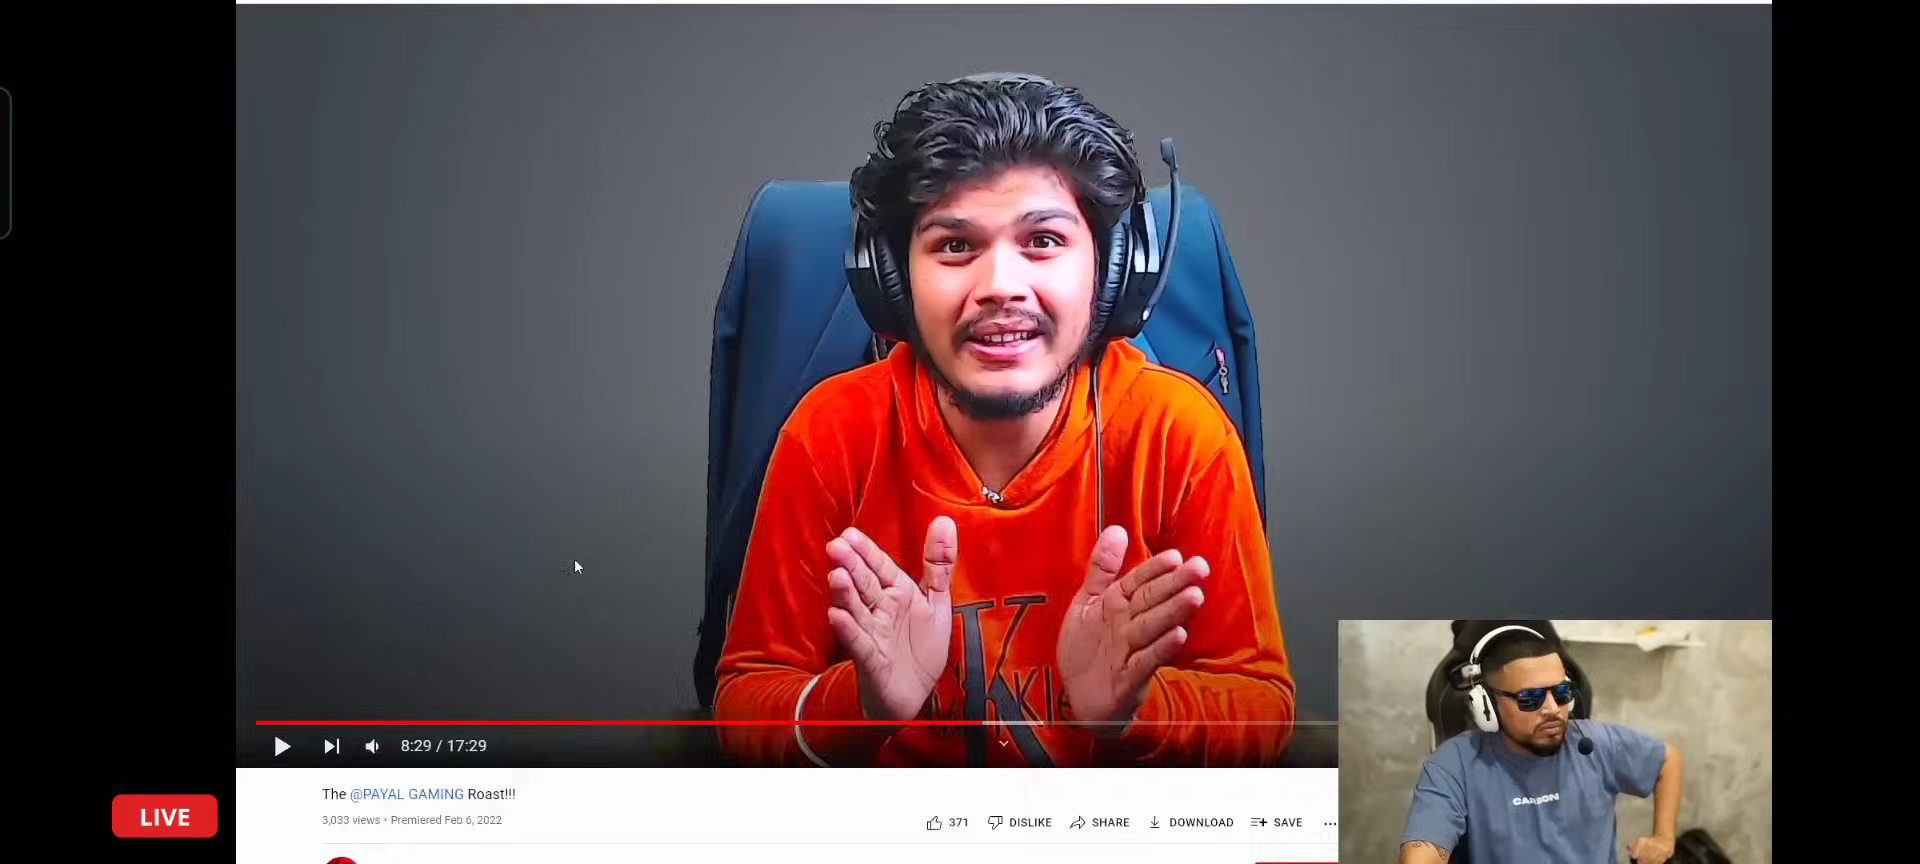 8:29 / 17:29
The @PAYAL GAMING Roast!!!
3,033 views • Premiered Feb 6, 2022
371 DISLIKE SHARE DOWNLOAD SAVE ...
LIVE